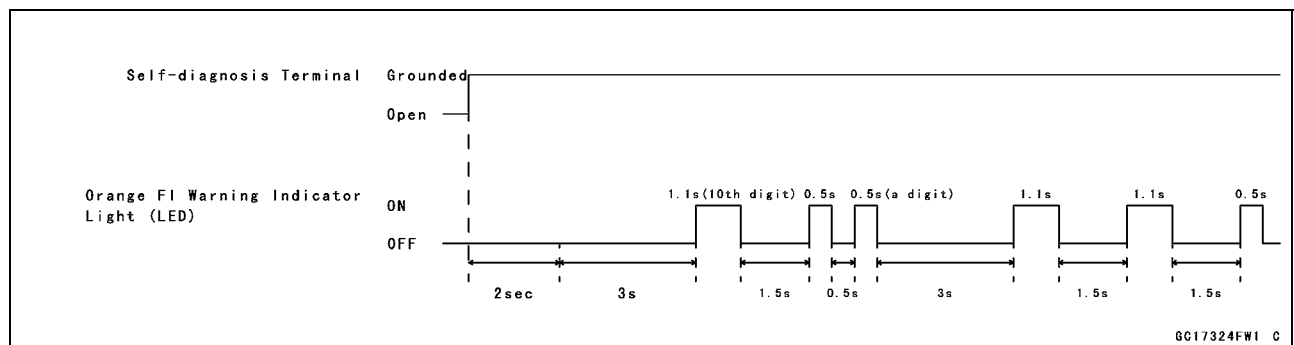 Self-diagnosis Terminal Grounded
Open
Orange FI Warning Indicator
Light (LED)
ON
OFF
1.1s(10th digit) 0.5s 0.5s(a digit) 1.1s 1.1s 0.5s
2sec 3s 1.5s 0.5s 3s 1.5s 1.5s
GC17324FW1 C